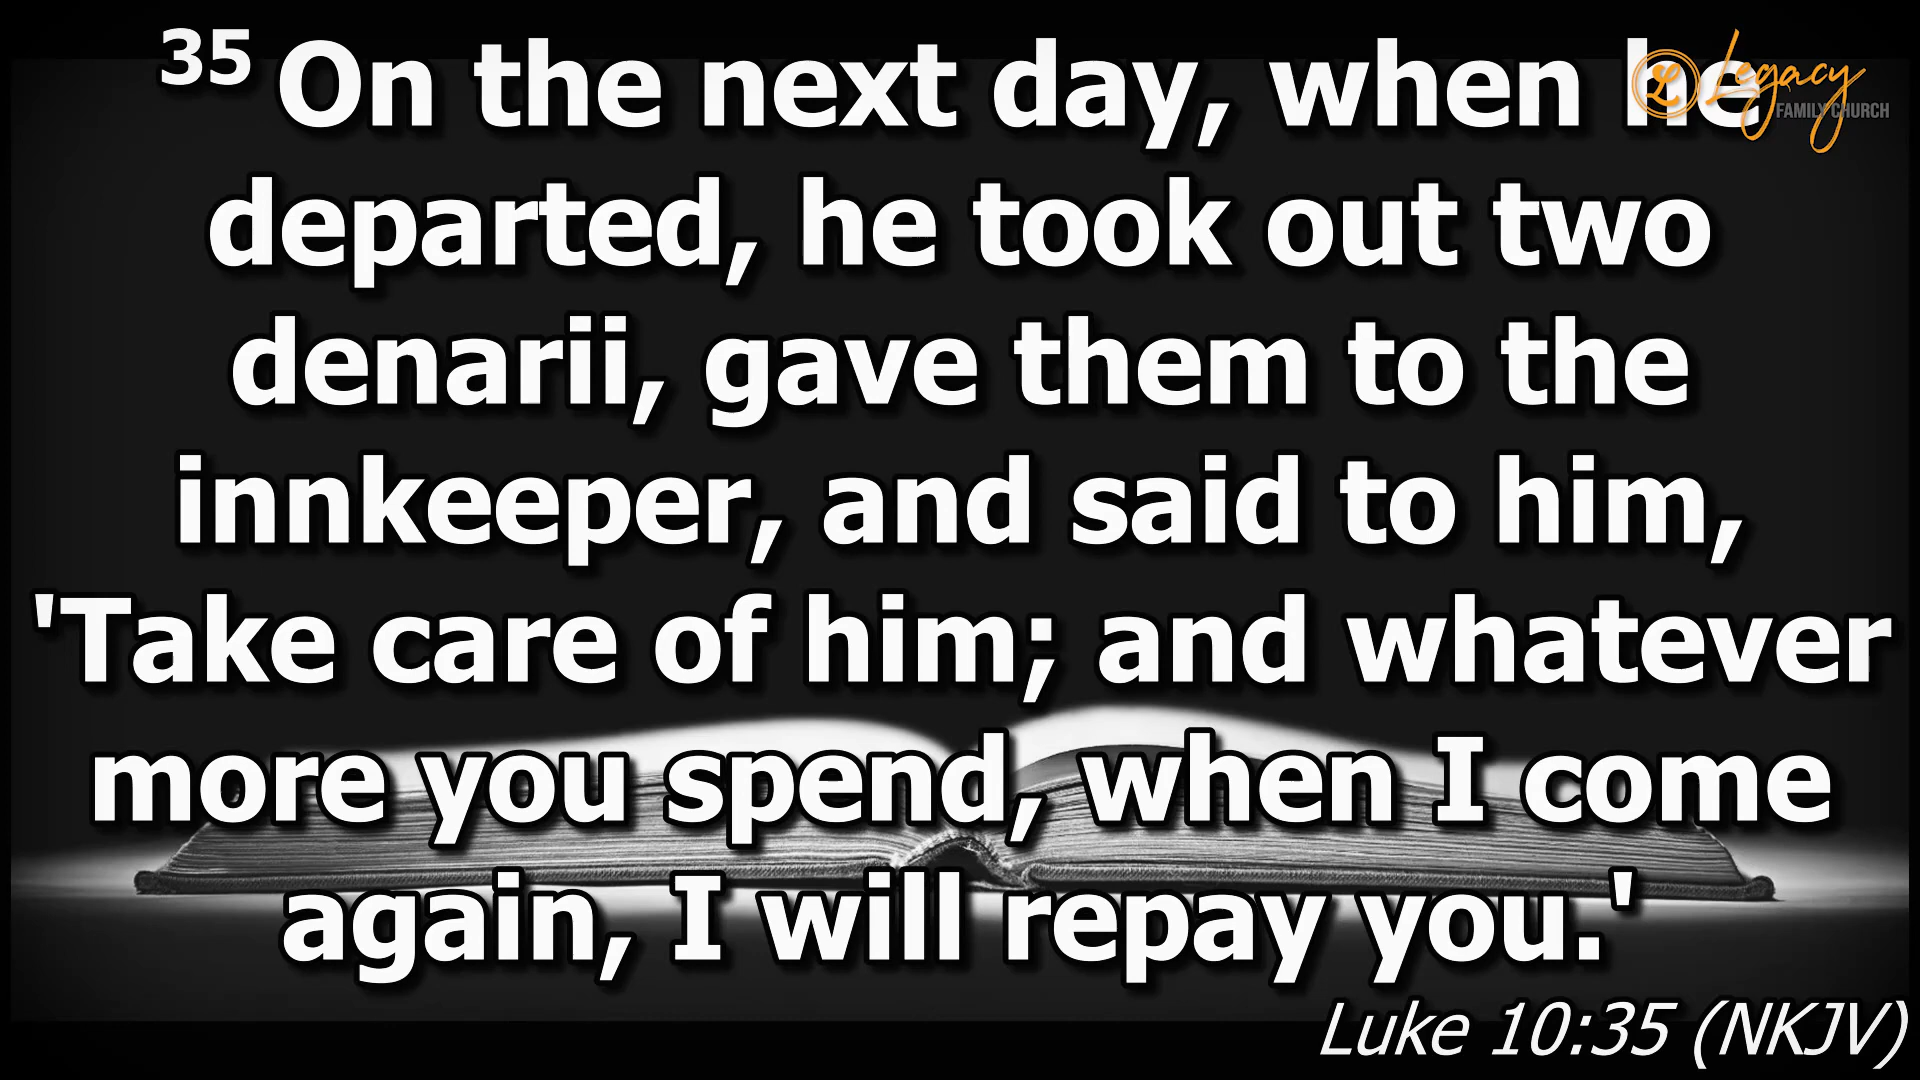 35 On the next day, when he
Legacy
FAMILY CHURCH
departed, he took out two
denarii, gave them to the
innkeeper, and said to him,
'Take care of him; and whatever
more you spend, when I come
again, I will repay you.'
Luke 10:35 (NKJV)